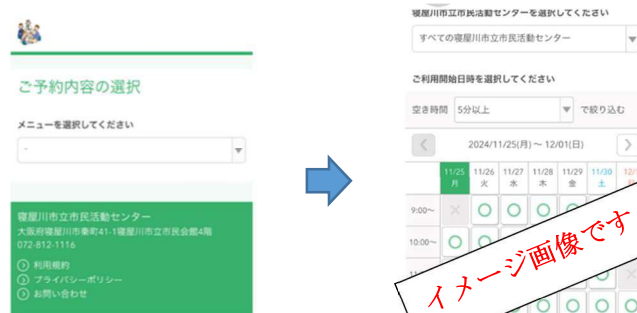 ご予約内容の選択
メニューを選択してください
-
寝屋川市立市民活動センター
大阪府寝屋川市秦町41-1寝屋川市立市民会館4階
072-812-1116
利用規約
プライバシーポリシー
お問い合わせ
寝屋川市立市民活動センターを選択してください
すべての寝屋川市立市民活動センター
ご利用開始日時を選択してください
空き時間 5分以上 で絞り込む
2024/11/25(月) ~ 12/01(日)
11/25 11/26 11/27 11/28 11/29 11/30
月 火 水 木 金 土
9:00~
10:00~
イメージ画像です